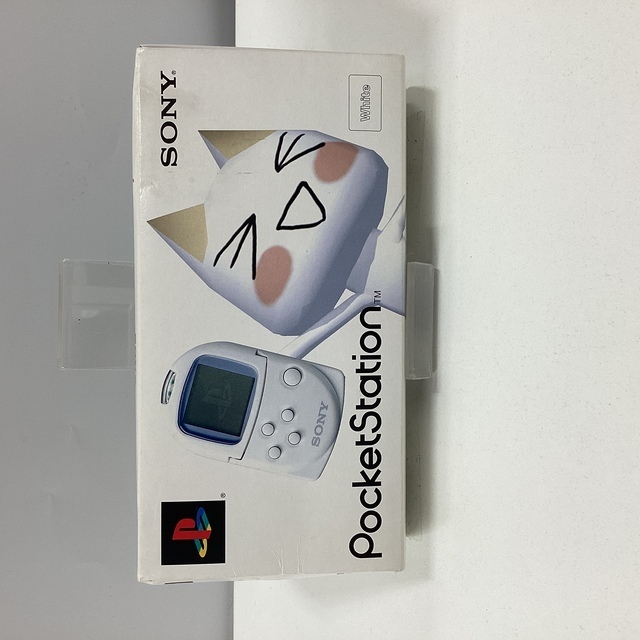 SONY®
White
SONY
PocketStation™
®